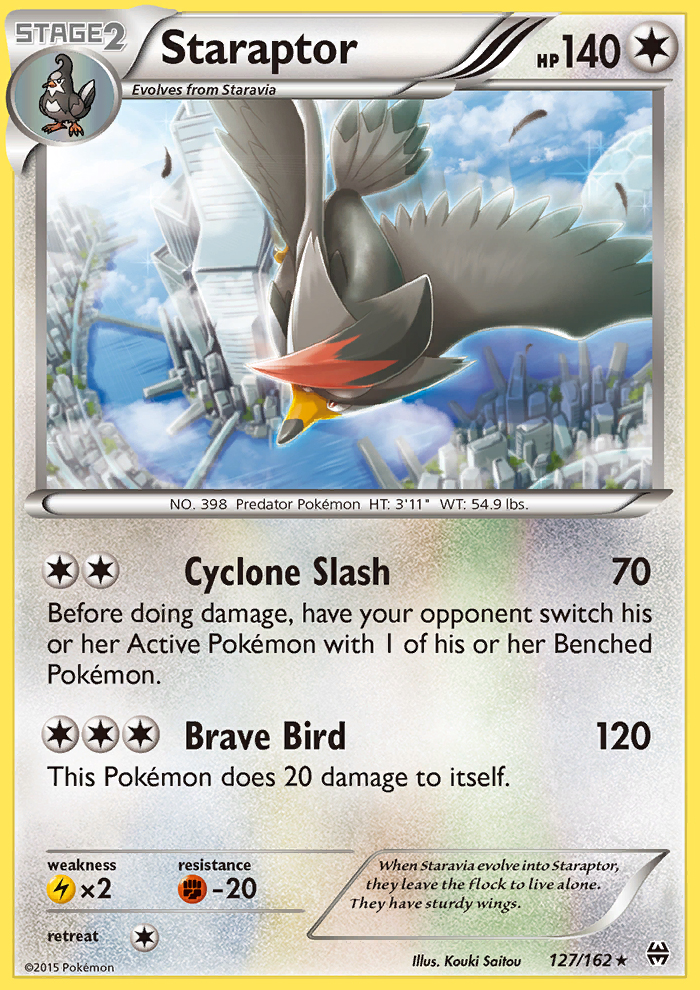 STAGE2
Staraptor
HP140
Evolves from Staravia
NO. 398 Predator Pokémon HT: 3'11" WT: 54.9 lbs.
Cyclone Slash 70
Before doing damage, have your opponent switch his
or her Active Pokémon with 1 of his or her Benched
Pokémon.
Brave Bird 120
This Pokémon does 20 damage to itself.
weakness resistance
×2 -20
retreat
When Staravia evolve into Staraptor,
they leave the flock to live alone.
They have sturdy wings.
©2015 Pokémon Illus. Kouki Saitou 127/162 ★